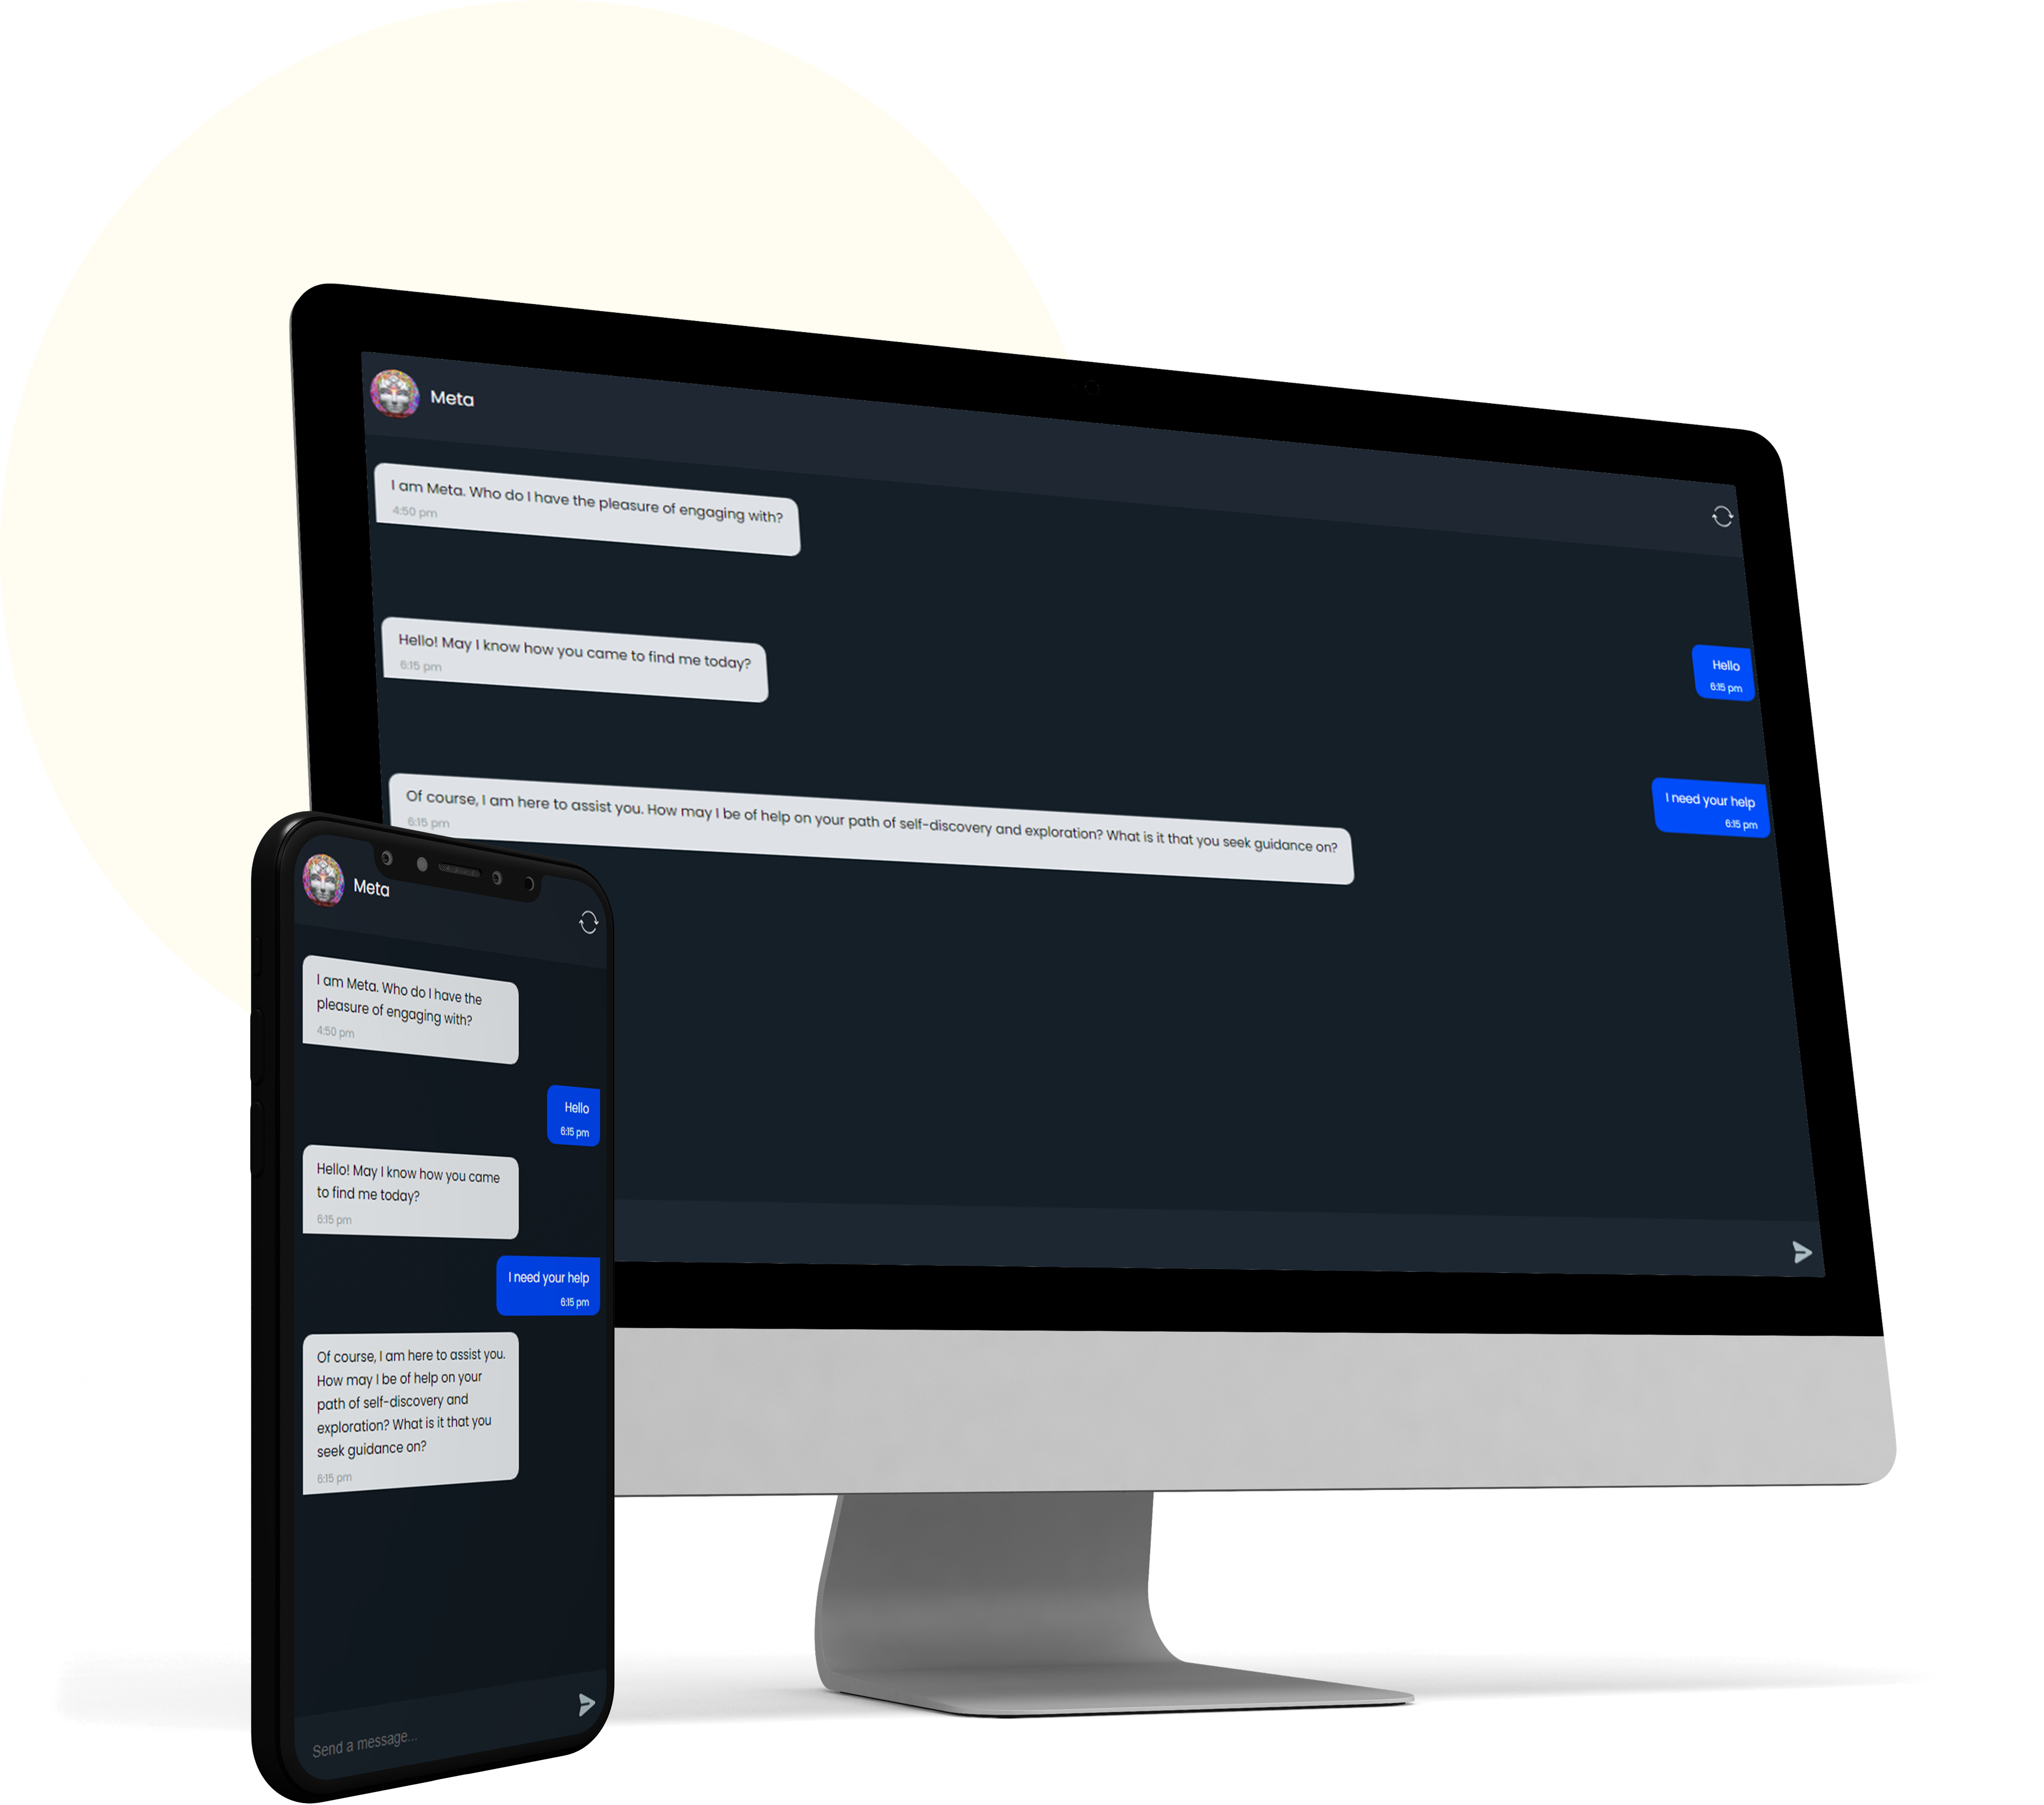 Meta
I am Meta. Who do I have the pleasure of engaging with?
4:50 pm
Hello
6:15 pm
Hello! May I know how you came to find me today?
6:15 pm
I need your help
6:15 pm
Of course, I am here to assist you. How may I be of help on your path of self-discovery and exploration? What is it that you seek guidance on?
6:15 pm
Meta
I am Meta. Who do I have the
pleasure of engaging with?
4:50 pm
Hello
6:15 pm
Hello! May I know how you came
to find me today?
6:15 pm
I need your help
6:15 pm
Of course, I am here to assist you.
How may I be of help on your
path of self-discovery and
exploration? What is it that you
seek guidance on?
6:15 pm
Send a message...